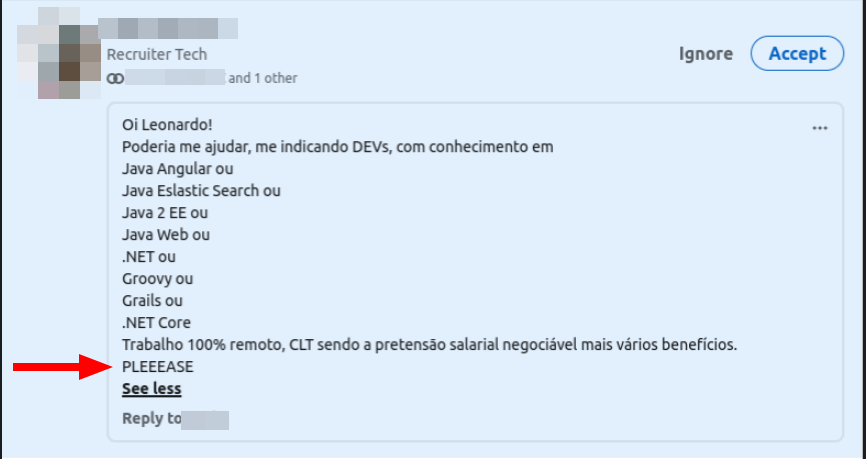 Recruiter Tech
Ignore
Accept
and 1 other
Oi Leonardo!
...
Poderia me ajudar, me indicando DEVs, com conhecimento em
Java Angular ou
Java Eslastic Search ou
Java 2 EE ou
Java Web ou
.NET ou
Groovy ou
Grails ou
.NET Core
Trabalho 100% remoto, CLT sendo a pretensão salarial negociável mais vários benefícios.
PLEEEASE
See less
Reply to